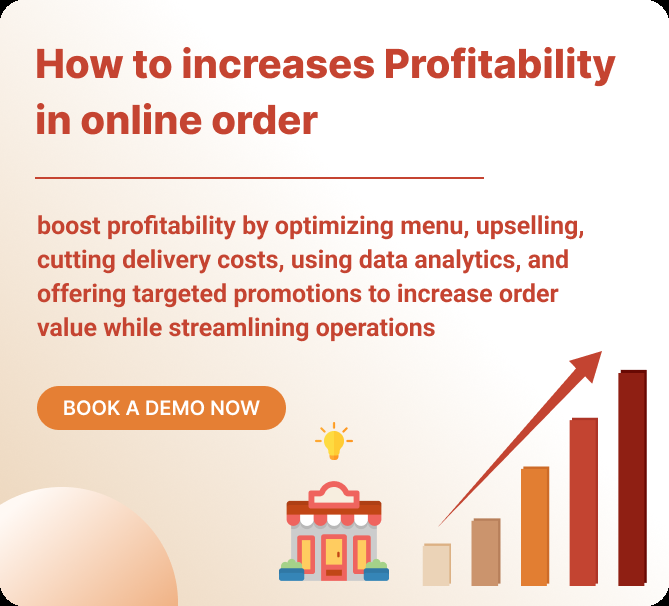 How to increases Profitability
in online order
boost profitability by optimizing menu, upselling,
cutting delivery costs, using data analytics, and
offering targeted promotions to increase order
value while streamlining operations
BOOK A DEMO NOW